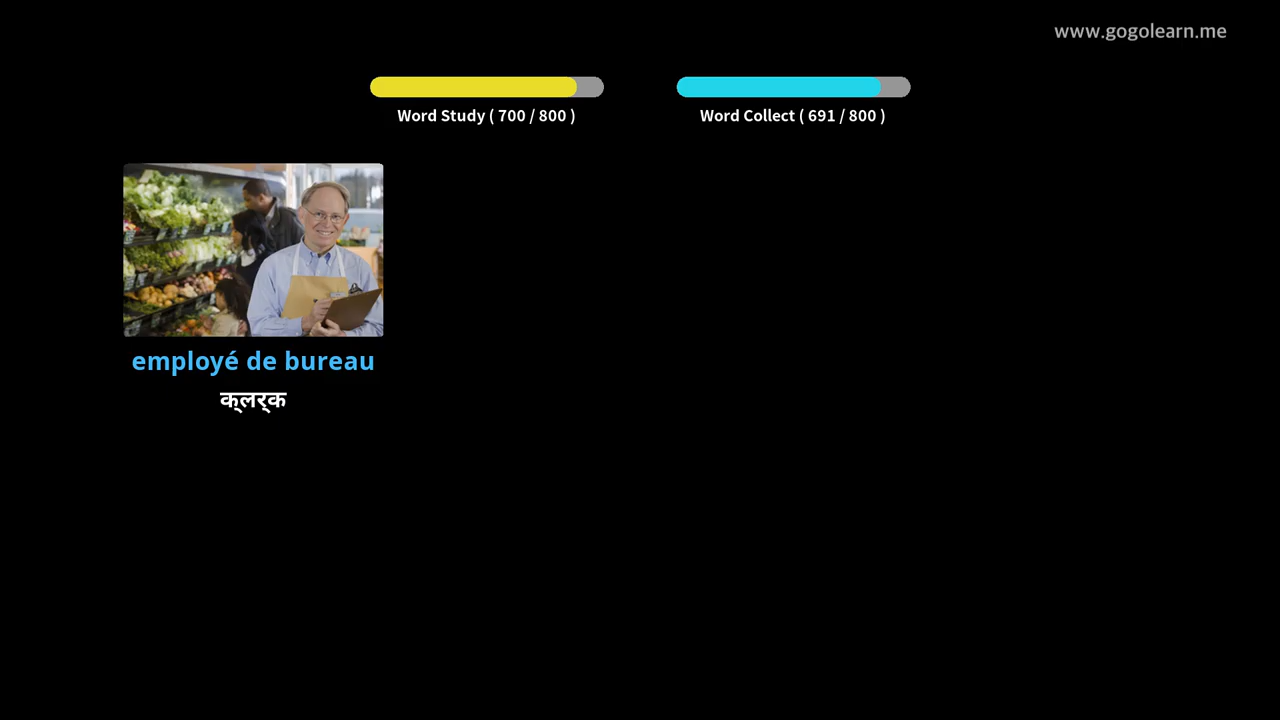 www.gogolearn.me
Word Study ( 700 / 800 )
Word Collect ( 691 / 800 )
employé de bureau
क्लर्क